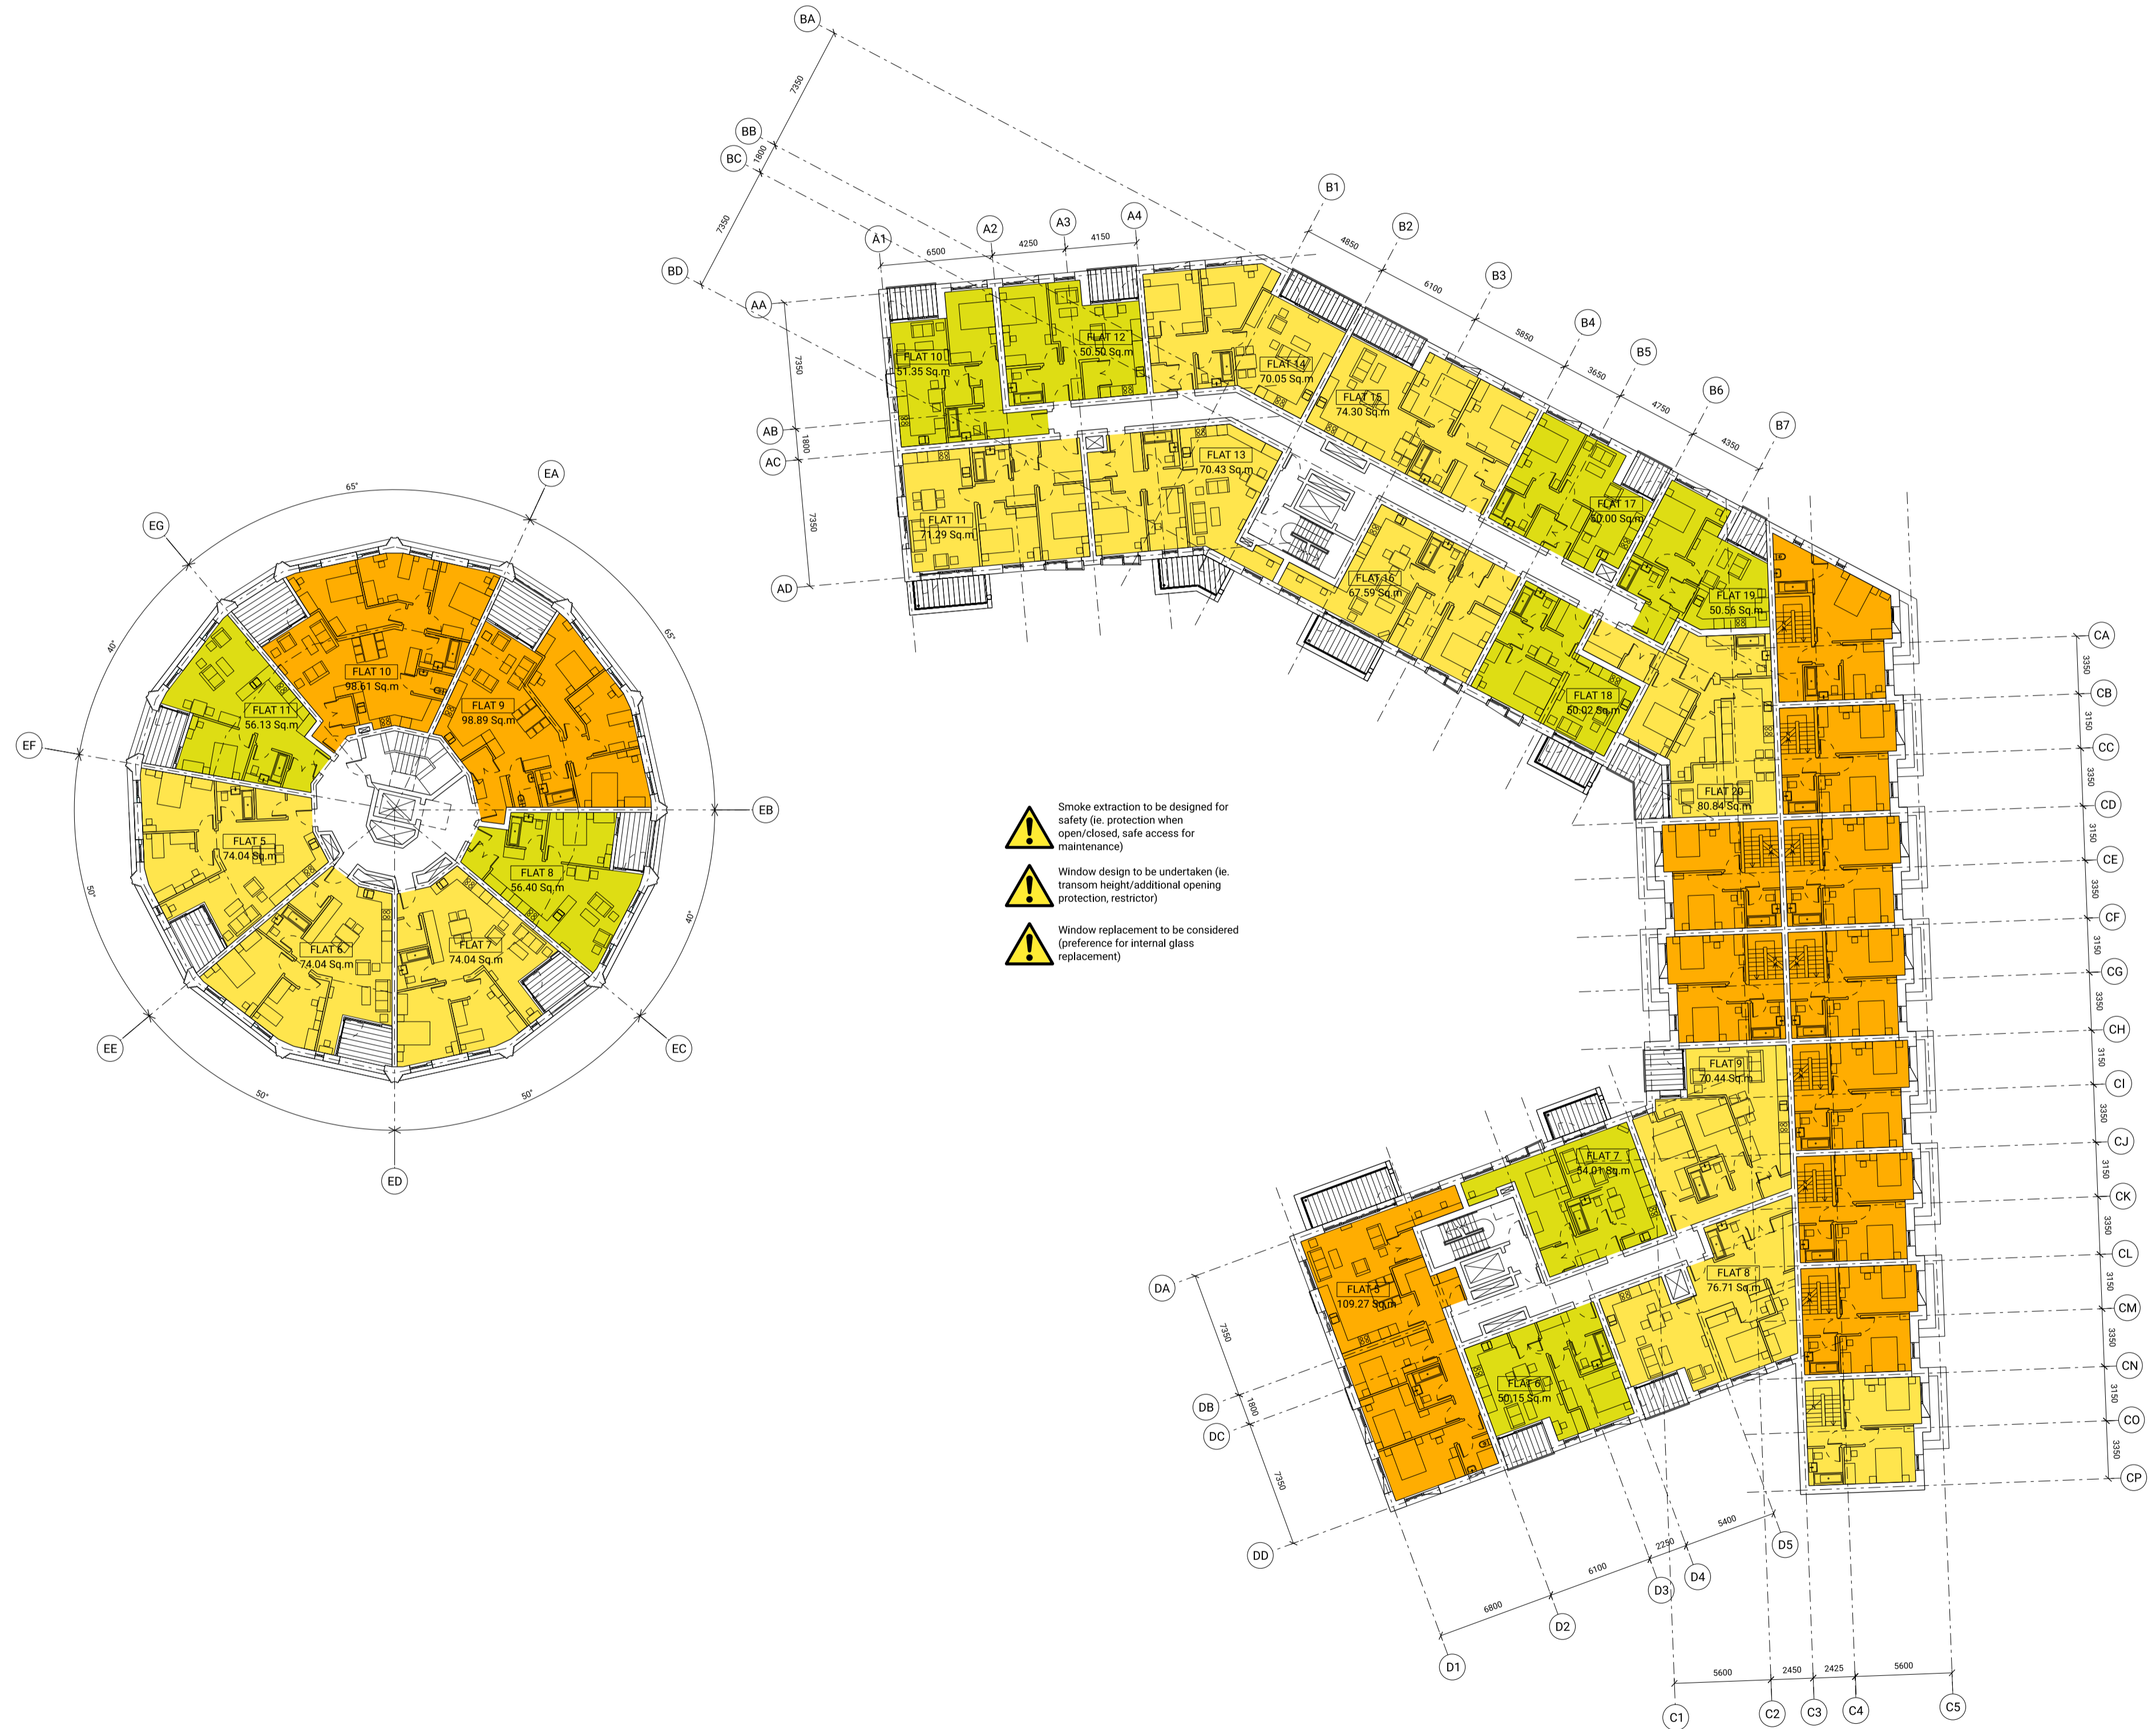 BA
7350
BB
1800
BC
7350
BD
B1
B2
B3
B4
B5
B6
B7
4850
6100
5850
3650
4750
4350
A1
A2
A3
A4
6500
4250
4150
AA
AB
AC
AD
7350
1800
7350
FLAT 10
51.35 Sq.m
FLAT 12
50.50 Sq.m
FLAT 14
70.05 Sq.m
FLAT 15
74.30 Sq.m
FLAT 11
71.29 Sq.m
FLAT 13
70.43 Sq.m
FLAT 17
50.00 Sq.m
FLAT 16
67.59 Sq.m
FLAT 19
50.56 Sq.m
FLAT 18
50.02 Sq.m
FLAT 20
80.84 Sq.m
EA
EG
65°
65°
40°
40°
EF
EB
50°
50°
50°
EE
EC
ED
FLAT 10
98.61 Sq.m
FLAT 9
98.89 Sq.m
FLAT 11
56.13 Sq.m
FLAT 5
74.04 Sq.m
FLAT 8
56.40 Sq.m
FLAT 6
74.04 Sq.m
FLAT 7
74.04 Sq.m
Smoke extraction to be designed for
safety (ie. protection when
open/closed, safe access for
maintenance)
Window design to be undertaken (ie.
transom height/additional opening
protection, restrictor)
Window replacement to be considered
(preference for internal glass
replacement)
CA
3350
CB
3150
CC
3350
CD
3150
CE
3350
CF
3150
CG
3350
CH
3150
CI
3350
CJ
3150
CK
3350
CL
3150
CM
3350
CN
3150
CO
3350
CP
FLAT 9
70.44 Sq.m
FLAT 7
54.01 Sq.m
FLAT 8
76.71 Sq.m
FLAT 5
109.27 Sq.m
FLAT 6
50.15 Sq.m
DA
7350
DB
1800
DC
7350
DD
6800
6100
2250
5400
D1
D2
D3
D4
D5
5600
2450
2425
5600
C1
C2
C3
C4
C5